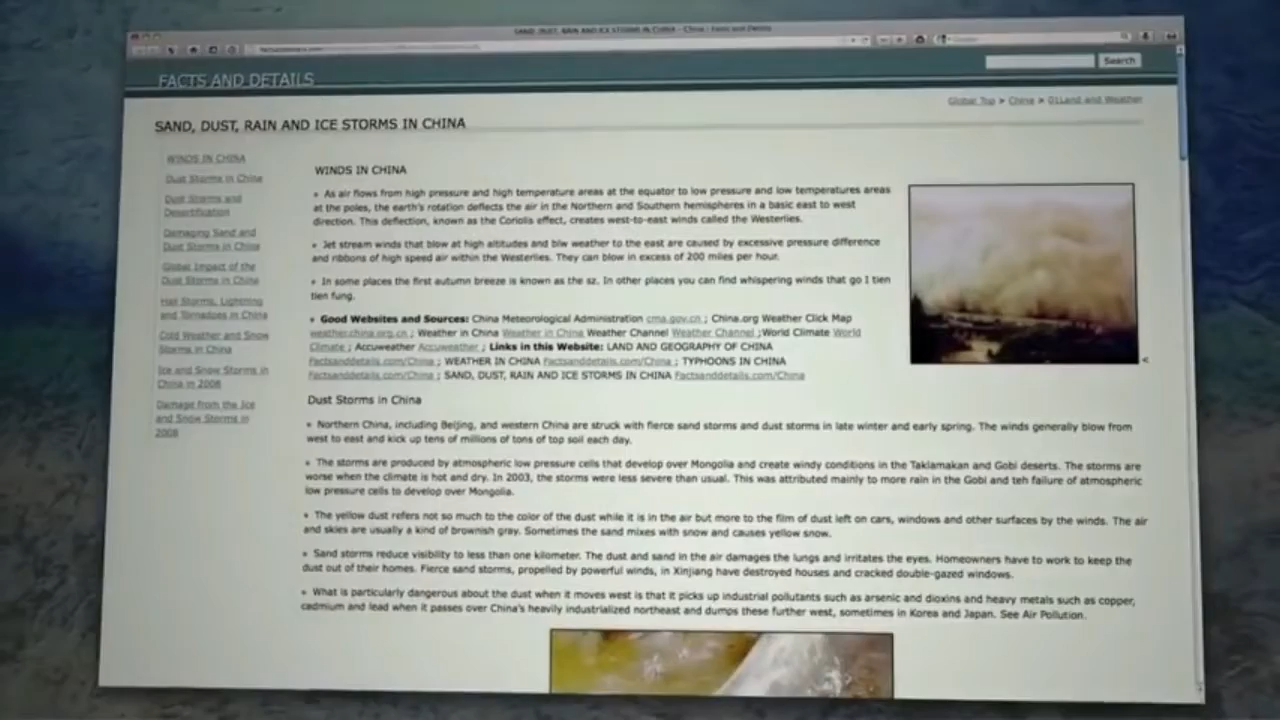 SAND, DUST, RAIN AND ICE STORMS IN CHINA - China | Facts and Details
FACTS AND DETAILS
Search
Global Top > China > 01Land and Weather
SAND, DUST, RAIN AND ICE STORMS IN CHINA
WINDS IN CHINA
Dust Storms in China
Dust Storms and
Desertification
Damaging Sand and
Dust Storms in China
Global Impact of the
Dust Storms in China
Hail Storms, Lightning
and Tornadoes in China
Cold Weather and Snow
Storms in China
Ice and Snow Storms in
China in 2008
Damage from the Ice
and Snow Storms in
2008
WINDS IN CHINA
As air flows from high pressure and high temperature areas at the equator to low pressure and low temperatures areas
at the poles, the earth's rotation deflects the air in the Northern and Southern hemispheres in a basic east to west
direction. This deflection, known as the Coriolis effect, creates west-to-east winds called the Westerlies.
Jet stream winds that blow at high altitudes and blw weather to the east are caused by excessive pressure difference
and ribbons of high speed air within the Westerlies. They can blow in excess of 200 miles per hour.
In some places the first autumn breeze is known as the sz. In other places you can find whispering winds that go I tien
tien fung.
Good Websites and Sources: China Meteorological Administration cma.gov.cn ; China.org Weather Click Map
weather.china.org.cn ; Weather in China Weather in China Weather Channel Weather Channel ;World Climate World
Climate ; Accuweather Accuweather ; Links in this Website: LAND AND GEOGRAPHY OF CHINA
Factsanddetails.com/China ; WEATHER IN CHINA Factsanddetails.com/China ; TYPHOONS IN CHINA
Factsanddetails.com/China ; SAND, DUST, RAIN AND ICE STORMS IN CHINA Factsanddetails.com/China
<
Dust Storms in China
Northern China, including Beijing, and western China are struck with fierce sand storms and dust storms in late winter and early spring. The winds generally blow from
west to east and kick up tens of millions of tons of top soil each day.
The storms are produced by atmospheric low pressure cells that develop over Mongolia and create windy conditions in the Taklamakan and Gobi deserts. The storms are
worse when the climate is hot and dry. In 2003, the storms were less severe than usual. This was attributed mainly to more rain in the Gobi and teh failure of atmospheric
low pressure cells to develop over Mongolia.
The yellow dust refers not so much to the color of the dust while it is in the air but more to the film of dust left on cars, windows and other surfaces by the winds. The air
and skies are usually a kind of brownish gray. Sometimes the sand mixes with snow and causes yellow snow.
Sand storms reduce visibility to less than one kilometer. The dust and sand in the air damages the lungs and irritates the eyes. Homeowners have to work to keep the
dust out of their homes. Fierce sand storms, propelled by powerful winds, in Xinjiang have destroyed houses and cracked double-gazed windows.
What is particularly dangerous about the dust when it moves west is that it picks up industrial pollutants such as arsenic and dioxins and heavy metals such as copper,
cadmium and lead when it passes over China's heavily industrialized northeast and dumps these further west, sometimes in Korea and Japan. See Air Pollution.